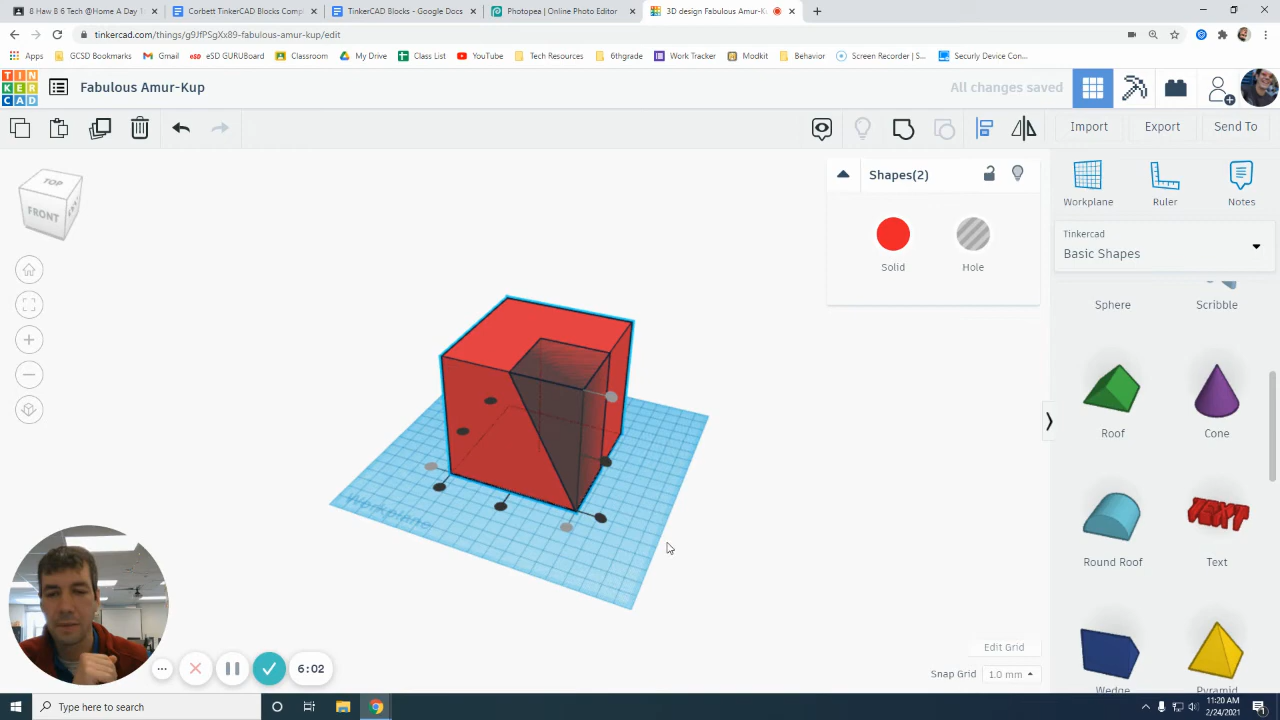 8 Haw 8 6 Tech @Home A Day 1
Corbett TinkerCAD Blocks Compl
TinkerCAD Blocks - Google Docs
Photopea | Online Photo Editor
3D design Fabulous Amur-Ku
tinkercad.com/things/g9JfPSgXx89-fabulous-amur-kup/edit
Apps
GCSD Bookmarks
Gmail
eSD GURUBoard
Classroom
My Drive
Class List
YouTube
Tech Resources
6thgrade
Work Tracker
Modkit
Behavior
Screen Recorder | S...
Securly Device Con...
TIN
KER
CAD
Fabulous Amur-Kup
All changes saved
Import
Export
Send To
Shapes(2)
Solid
Hole
TOP
FRONT
Workplane
Ruler
Notes
Tinkercad
Basic Shapes
Sphere
Scribble
Roof
Cone
Round Roof
Text
TEXT
Wedge
Pyramid
Workplane
Edit Grid
Snap Grid
1.0 mm
6:02
Type here to search
11:20 AM
2/24/2021
1